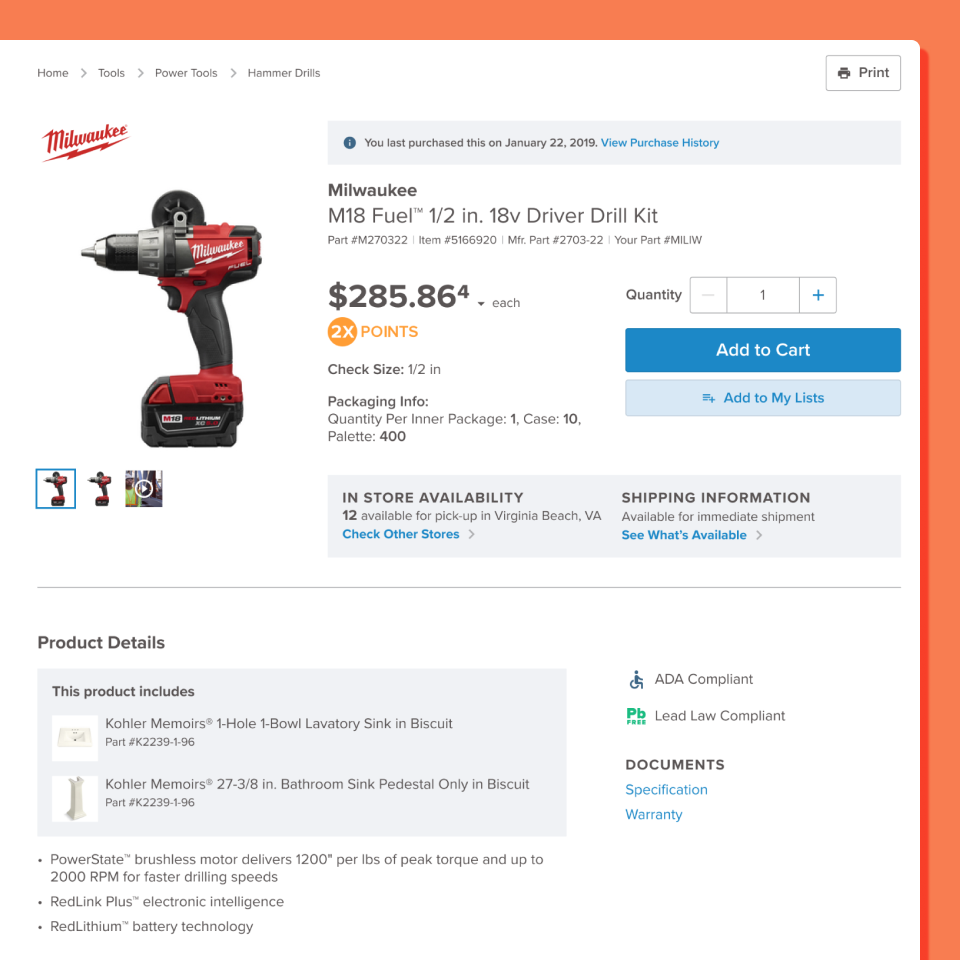 Home > Tools > Power Tools > Hammer Drills
Print
Milwaukee
You last purchased this on January 22, 2019. View Purchase History
Milwaukee
M18 Fuel™ 1/2 in. 18v Driver Drill Kit
Part #M270322 | Item #5166920 | Mfr. Part #2703-22 | Your Part #MILIW
Milwaukee
FUEL
M18
$285.86⁴ each
2X POINTS
Quantity 1 +
Add to Cart
Add to My Lists
Check Size: 1/2 in
Packaging Info:
Quantity Per Inner Package: 1, Case: 10,
Palette: 400
IN STORE AVAILABILITY
12 available for pick-up in Virginia Beach, VA
Check Other Stores >
SHIPPING INFORMATION
Available for immediate shipment
See What's Available >
Product Details
This product includes
Kohler Memoirs® 1-Hole 1-Bowl Lavatory Sink in Biscuit
Part #K2239-1-96
Kohler Memoirs® 27-3/8 in. Bathroom Sink Pedestal Only in Biscuit
Part #K2239-1-96
• PowerState™ brushless motor delivers 1200" per lbs of peak torque and up to
2000 RPM for faster drilling speeds
• RedLink Plus™ electronic intelligence
• RedLithium™ battery technology
ADA Compliant
Pb
FREE
Lead Law Compliant
DOCUMENTS
Specification
Warranty